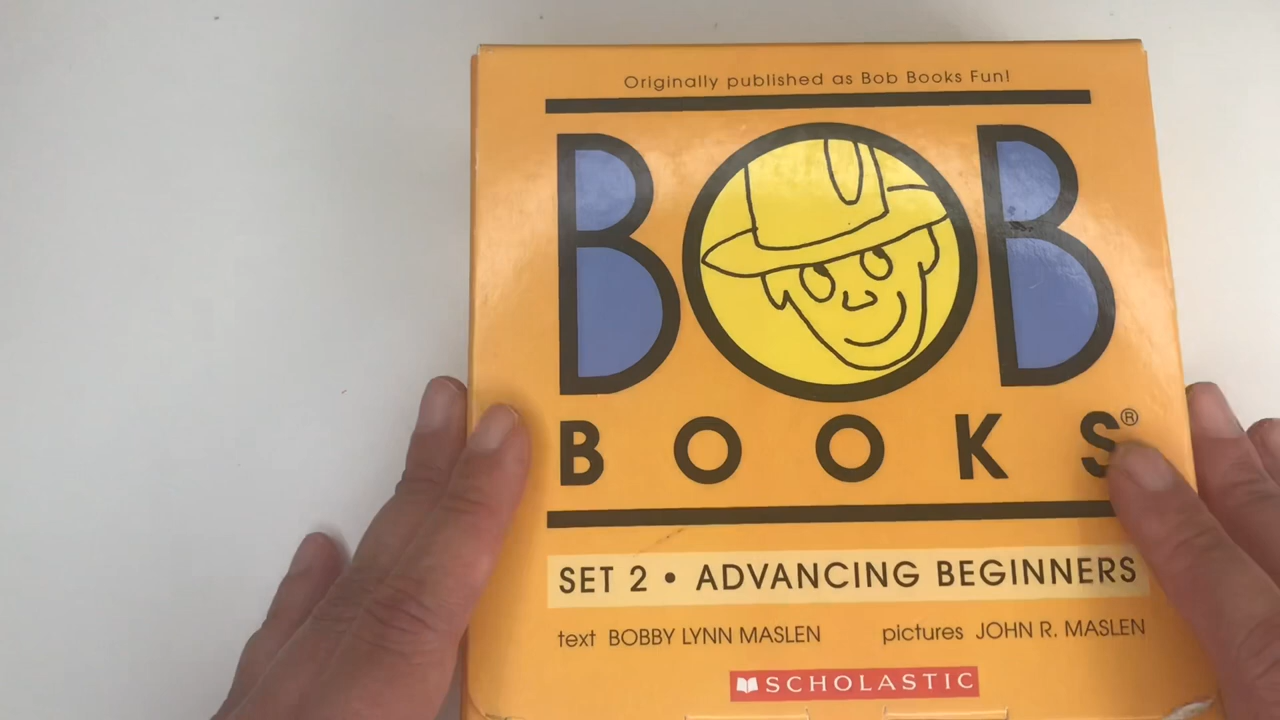 Originally published as Bob Books Fun!
BOB
BOOKS®
SET 2 • ADVANCING BEGINNERS
text BOBBY LYNN MASLEN pictures JOHN R. MASLEN
SCHOLASTIC